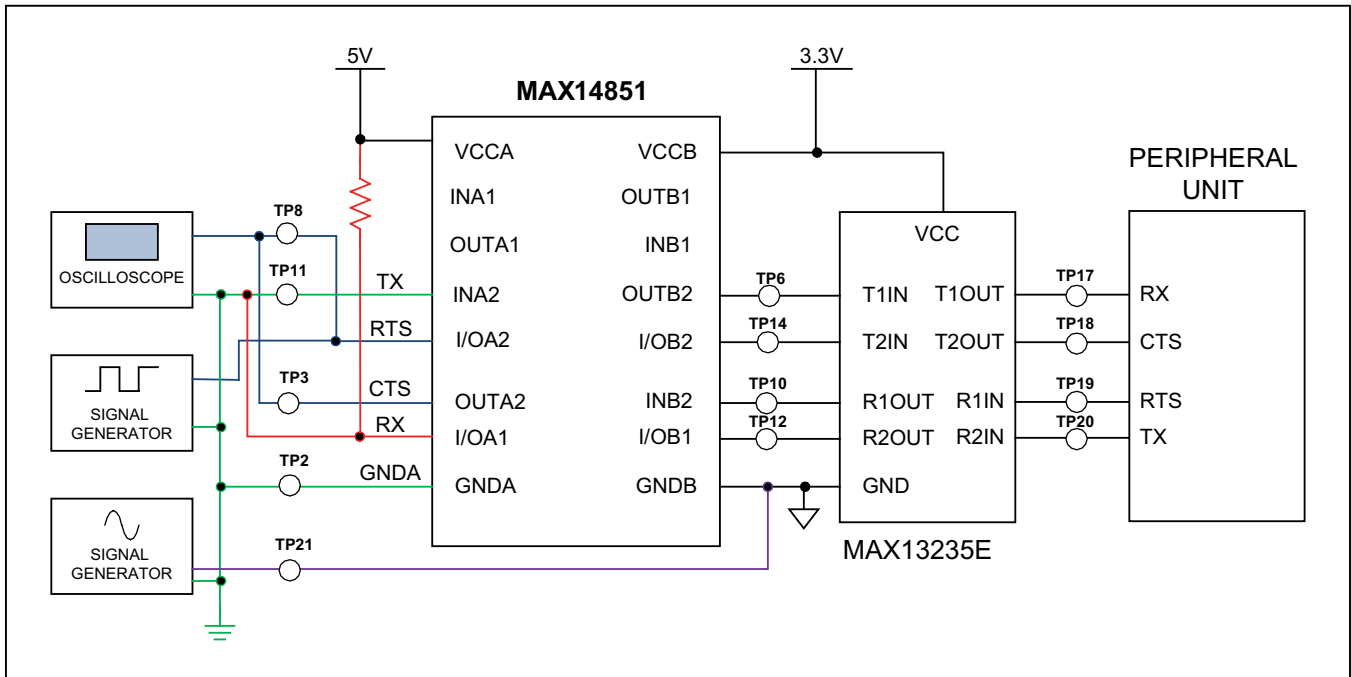 5V
3.3V
MAX14851
PERIPHERAL
UNIT
VCCA
VCCB
INA1
OUTB1
OUTA1
INB1
VCC
TP8
OSCILLOSCOPE
TP11
TX
INA2
OUTB2
TP6
T1IN
T1OUT
TP17
RX
RTS
I/OA2
I/OB2
TP14
T2IN
T2OUT
TP18
CTS
SIGNAL
GENERATOR
TP3
CTS
OUTA2
INB2
TP10
R1OUT
R1IN
TP19
RTS
RX
I/OA1
I/OB1
TP12
R2OUT
R2IN
TP20
TX
TP2
GNDA
GNDA
GNDB
GND
SIGNAL
GENERATOR
TP21
MAX13235E